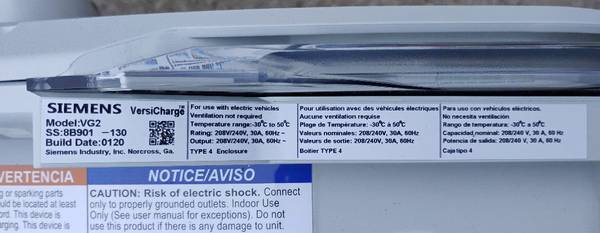 SIEMENS VersiCharge™
Model:VG2
SS:8B901 -130
Build Date:0120
Siemens Industry, Inc. Norcross, Ga.
For use with electric vehicles
Ventilation not required
Temperature range: -30°C to 50°C
Rating: 208V/240V, 30A, 60Hz~
Output: 208V/240V, 30A, 60Hz~
TYPE 4 Enclosure
Pour utilisation avec des véhicules électriques
Aucune ventilation requise
Plage de Température: -30°C à 50°C
Valeurs nominales: 208/240V, 30A, 60Hz
Valeurs de sortie: 208/240V, 30A, 60Hz
Boîtier TYPE 4
Para uso con vehículos eléctricos.
No necesita ventilación
Rango de temperatura: -30°C a 50°C
Capacidad nominal: 208/240 V, 30 A, 60 Hz
Potencia de salida: 208/240 V, 30 A, 60 Hz
Caja tipo 4
VERTENCIA
g or sparking parts
uld be located at least
ord. This device is
arging. This device is
NOTICE/AVISO
CAUTION: Risk of electric shock. Connect
only to properly grounded outlets. Indoor Use
Only (See user manual for exceptions). Do not
use this product if there is any damage to unit.